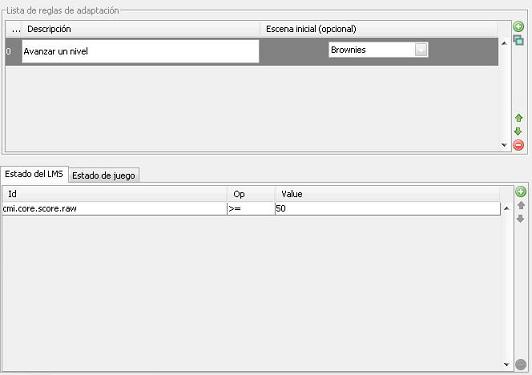 Lista de reglas de adaptación
... Descripción Escena inicial (opcional)
0 Avanzar un nivel Brownies
Estado del LMS Estado de juego
Id Op Value
cmi.core.score.raw >= 50